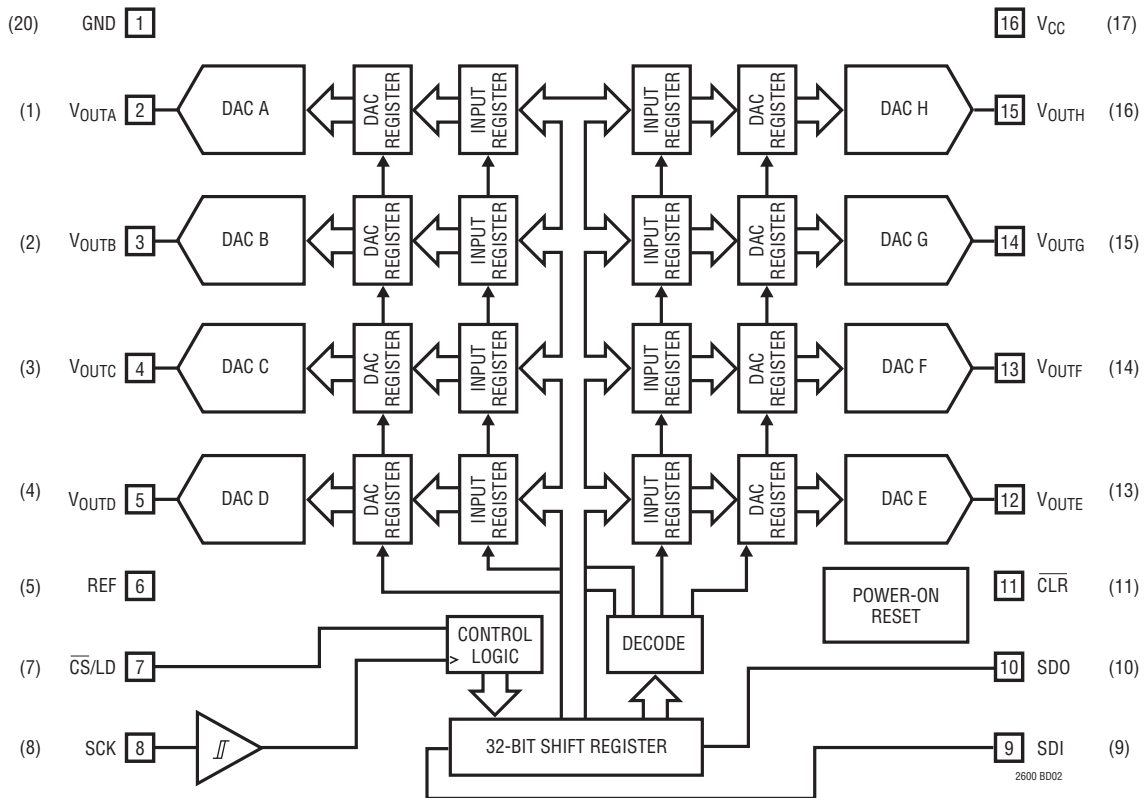 (20) GND 1 16 VCC (17)
(1) VOUTA 2 DAC A DAC REGISTER INPUT REGISTER INPUT REGISTER DAC REGISTER DAC H 15 VOUTH (16)
(2) VOUTB 3 DAC B DAC REGISTER INPUT REGISTER INPUT REGISTER DAC REGISTER DAC G 14 VOUTG (15)
(3) VOUTC 4 DAC C DAC REGISTER INPUT REGISTER INPUT REGISTER DAC REGISTER DAC F 13 VOUTF (14)
(4) VOUTD 5 DAC D DAC REGISTER INPUT REGISTER INPUT REGISTER DAC REGISTER DAC E 12 VOUTE (13)
(5) REF 6 POWER-ON 11 CLR (11)
RESET
CONTROL
LOGIC
DECODE
(7) CS/LD 7 10 SDO (10)
(8) SCK 8 32-BIT SHIFT REGISTER 9 SDI (9)
2600 BD02